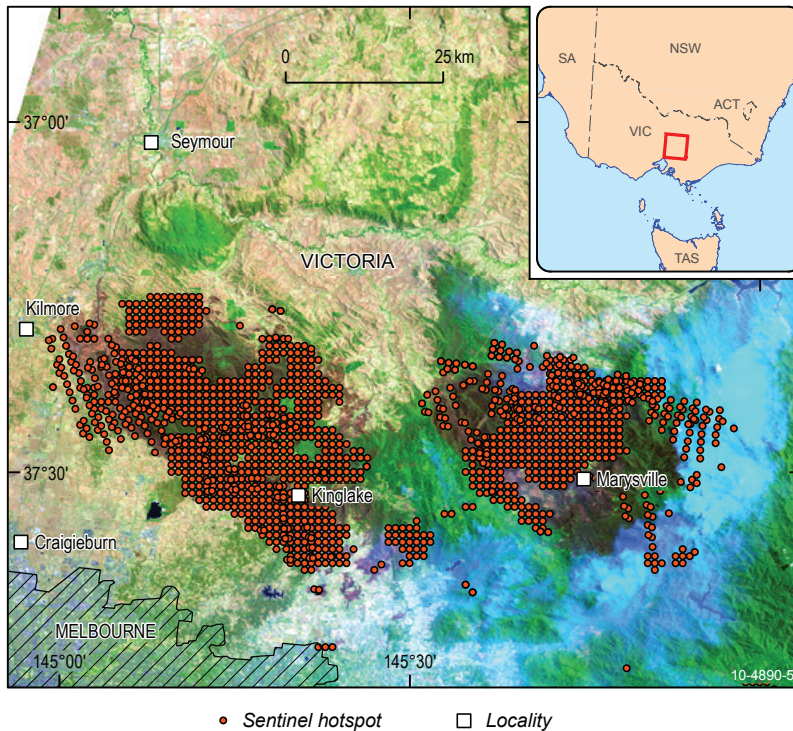 0 25 km
37°00'
Seymour
VICTORIA
Kilmore
37°30'
Kinglake
Marysville
Craigieburn
MELBOURNE
145°00' 145°30'
10-4890-5
SA
NSW
ACT
VIC
TAS
Sentinel hotspot Locality